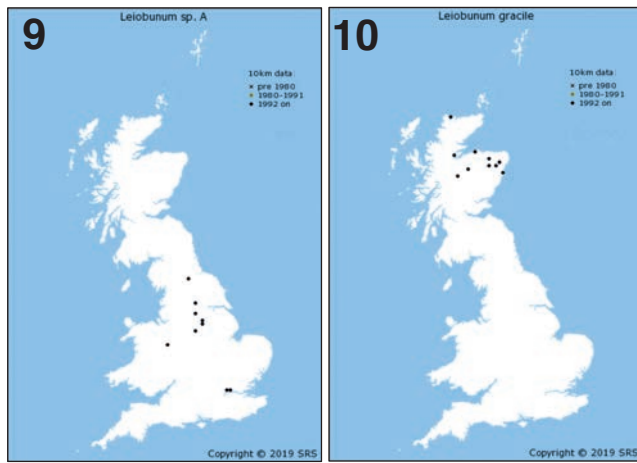 Leiobunum sp. A
9
10km data:
× pre 1980
1980-1991
1992 on
Copyright © 2019 SRS
Leiobunum gracile
10
10km data:
× pre 1980
1980-1991
1992 on
Copyright © 2019 SRS